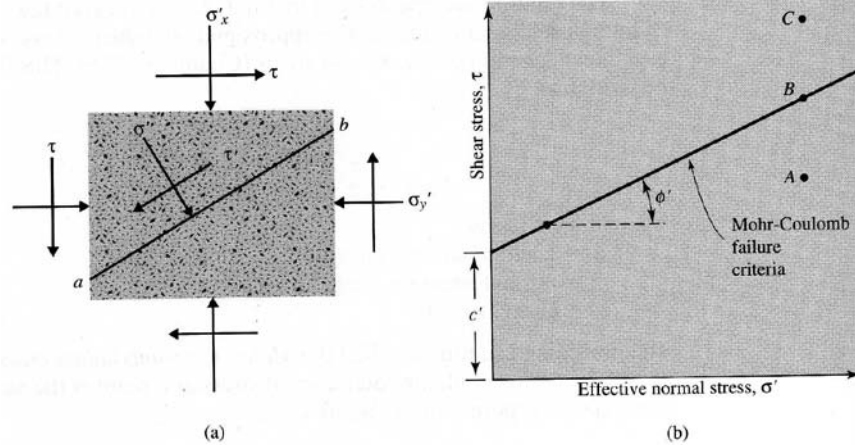 σ′x
τ
τ
σ′
τ′
b
a
σy′
(a)
Shear stress, τ
C
B
A
ϕ′
Mohr-Coulomb
failure
criteria
c′
Effective normal stress, σ′
(b)